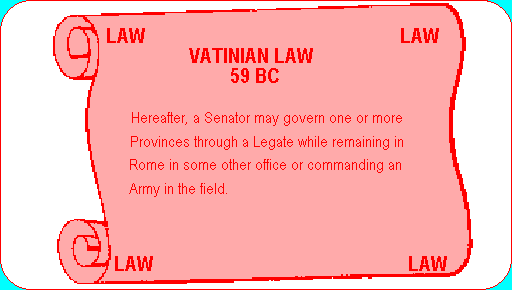 LAW LAW
VATINIAN LAW
59 BC
Hereafter, a Senator may govern one or more
Provinces through a Legate while remaining in
Rome in some other office or commanding an
Army in the field.
LAW LAW